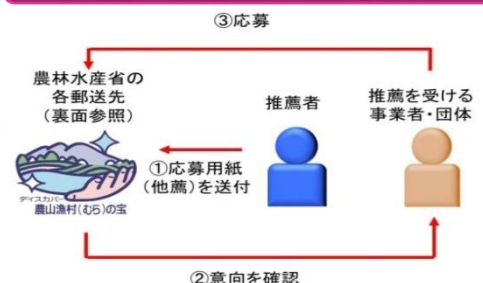 ③応募
農林水産省の
各郵送先
(裏面参照)
推薦者
推薦を受ける
事業者・団体
①応募用紙
(他薦)を送付
ディスカバー
農山漁村(むら)の宝
②意向を確認